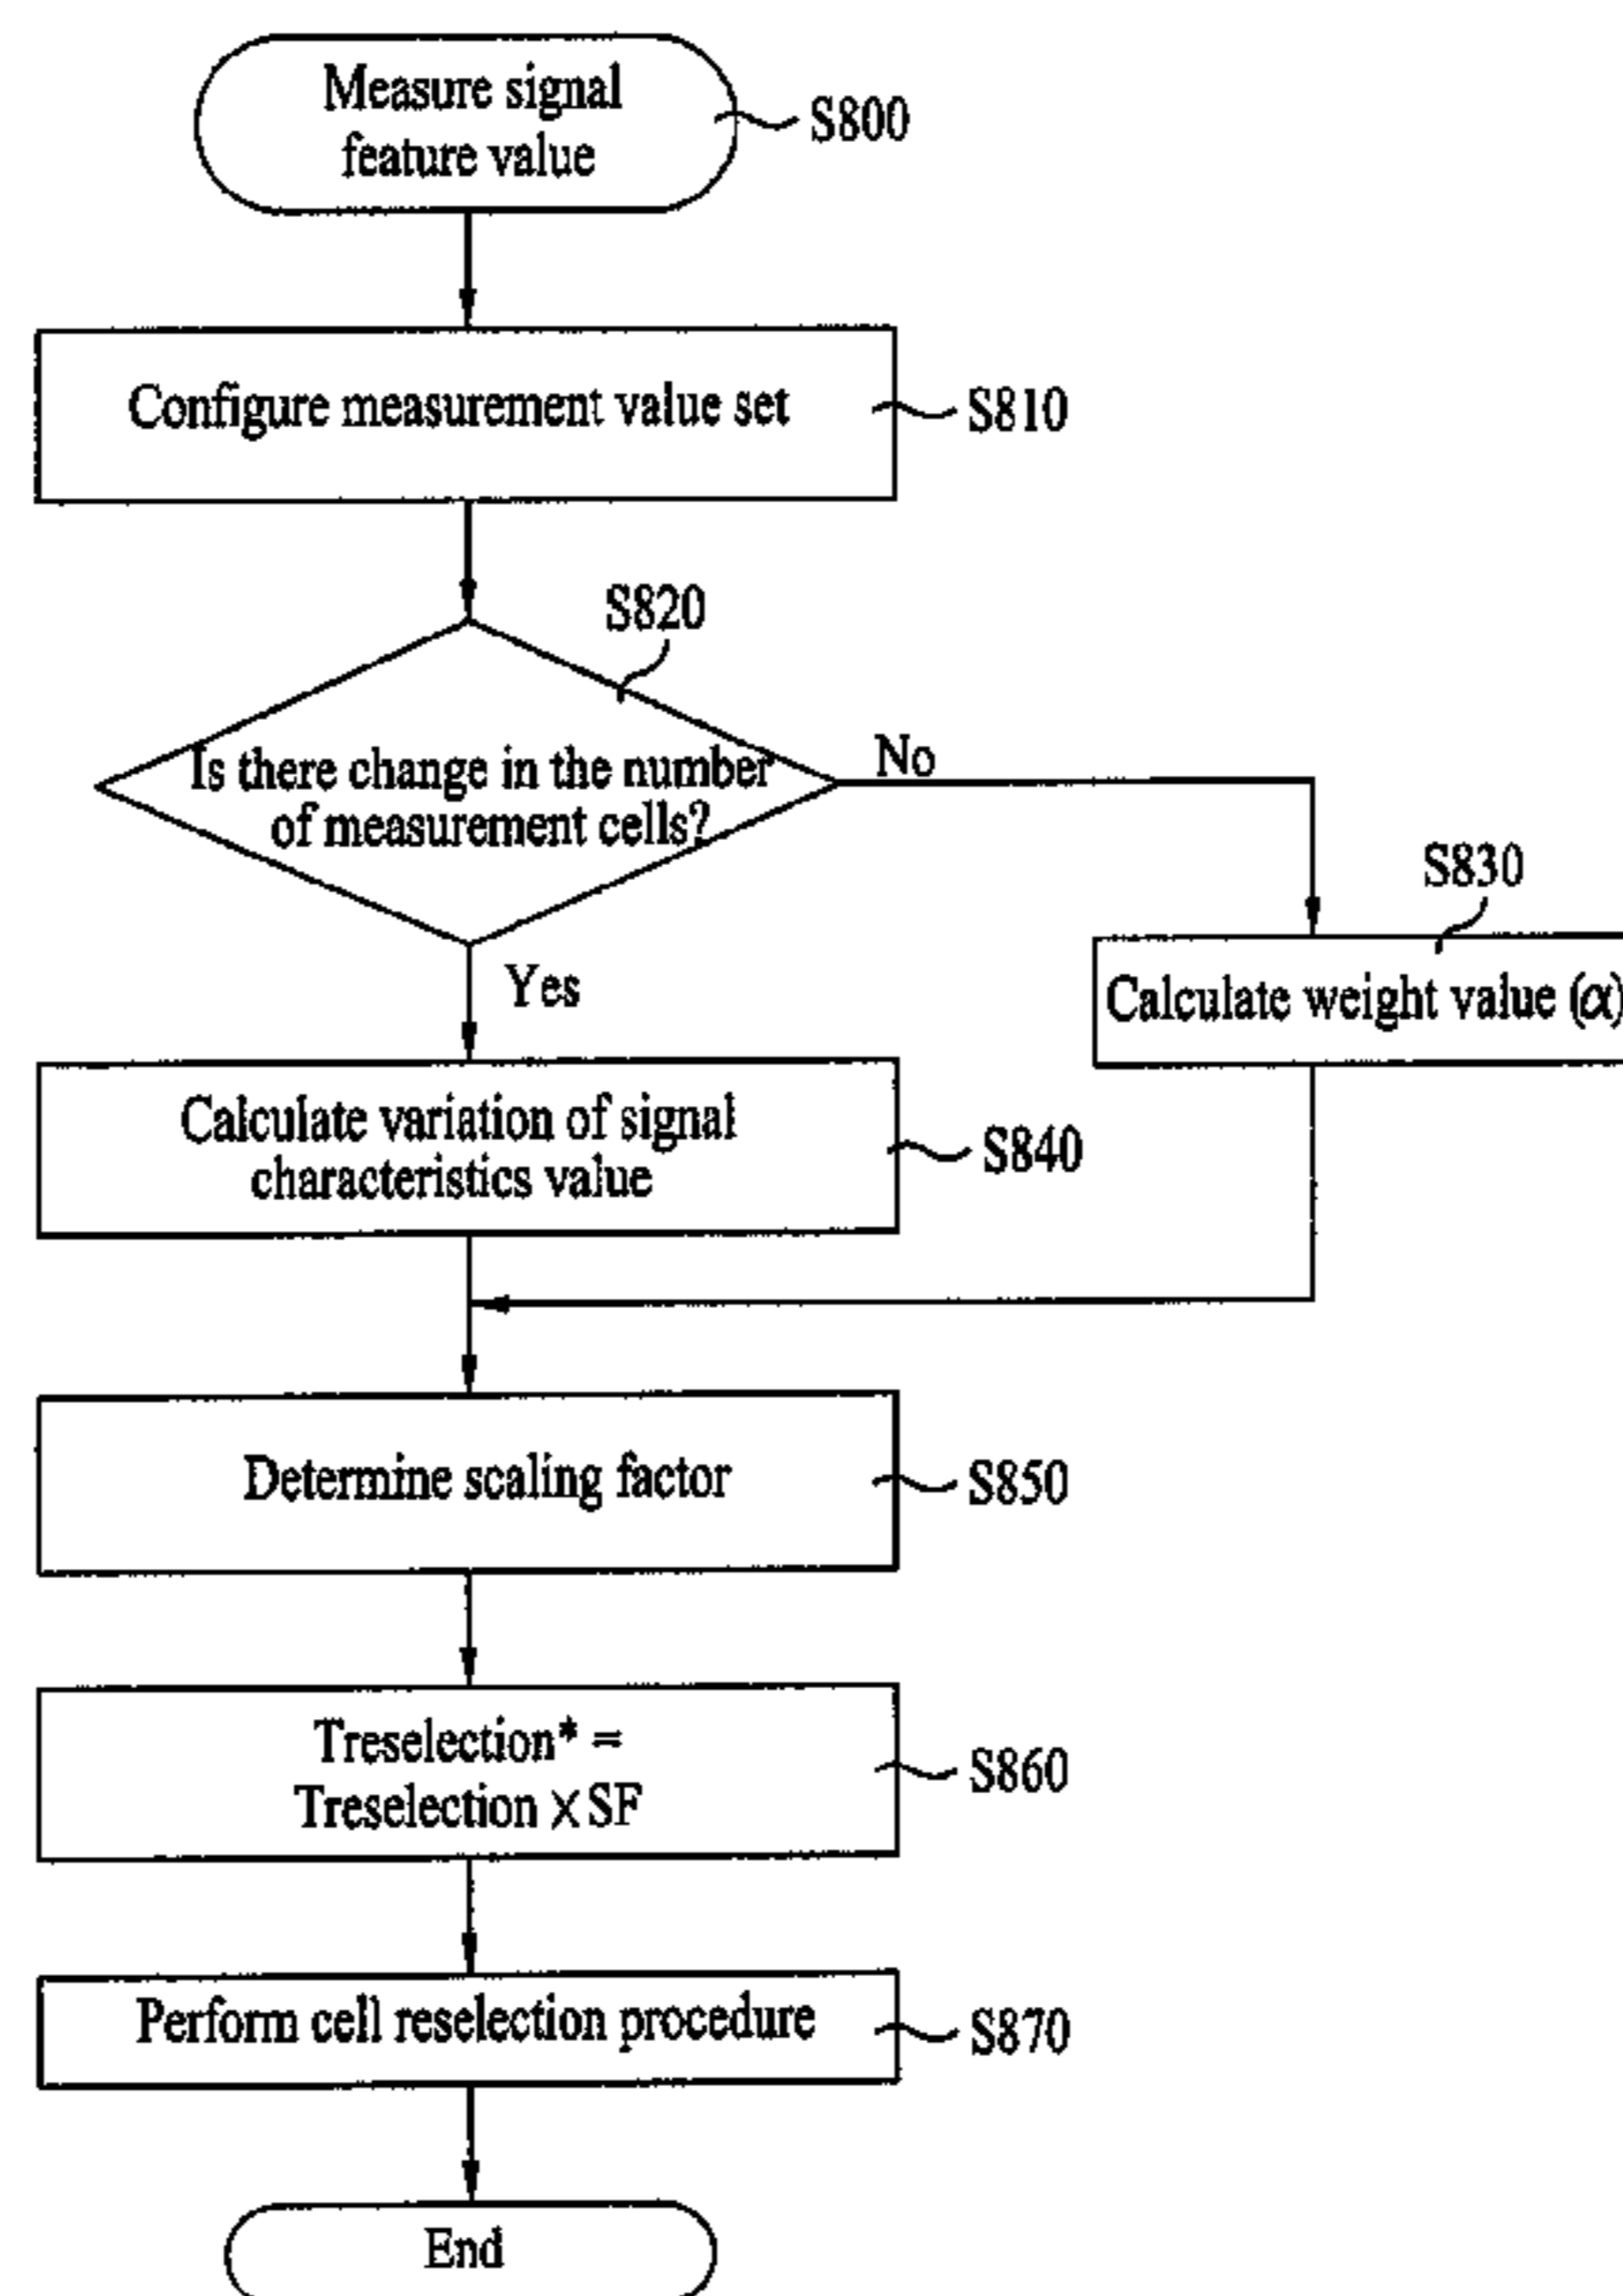 Measure signal
feature value
S800
Configure measurement value set
S810
S820
Is there change in the number
of measurement cells?
No
Yes
S830
Calculate weight value (α)
Calculate variation of signal
characteristics value
S840
Determine scaling factor
S850
Treselection* =
Treselection × SF
S860
Perform cell reselection procedure
S870
End